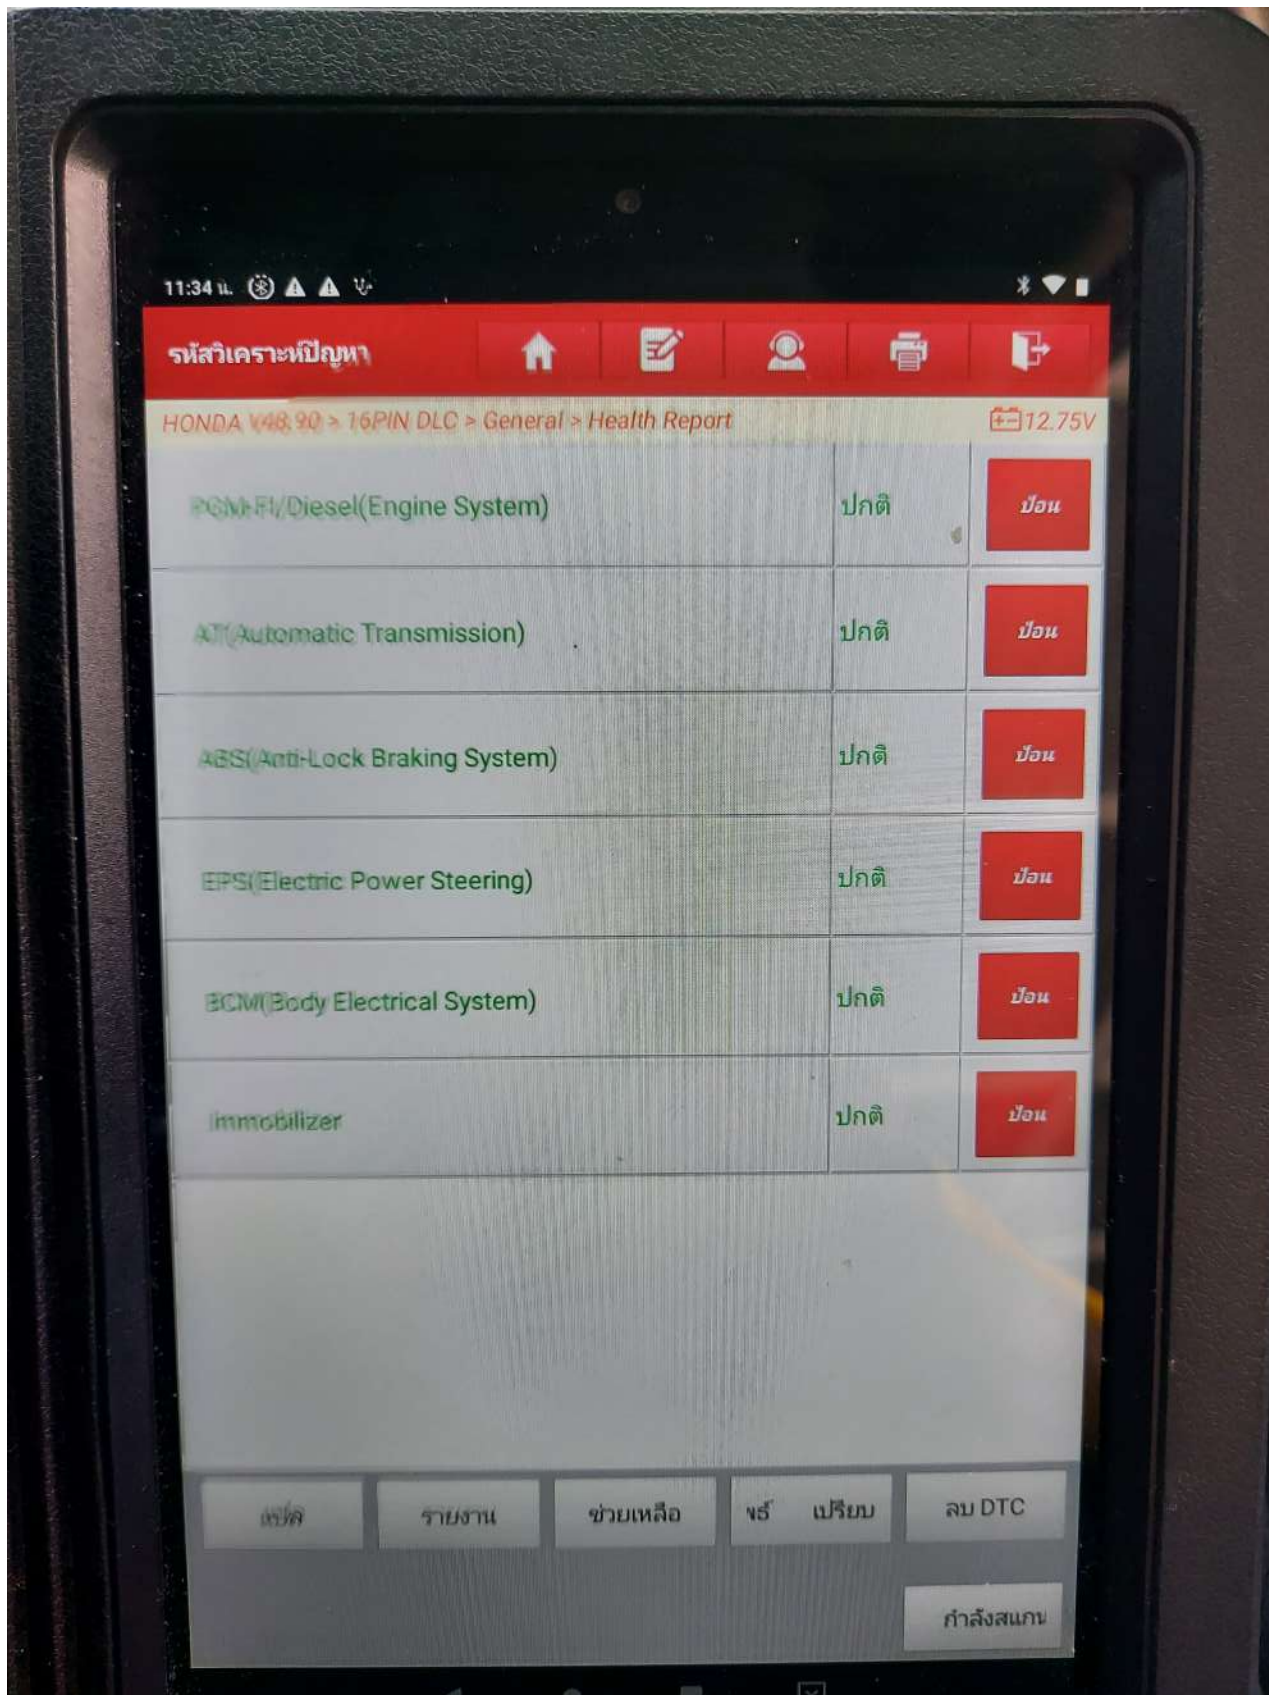 11:34 น.
รหัสวิเคราะห์ปัญหา
HONDA V48.90 > 16PIN DLC > General > Health Report 12.75V
PGM-FI/Diesel(Engine System) ปกติ ป้อน
AT(Automatic Transmission) ปกติ ป้อน
ABS(Anti-Lock Braking System) ปกติ ป้อน
EPS(Electric Power Steering) ปกติ ป้อน
BCM(Body Electrical System) ปกติ ป้อน
Immobilizer ปกติ ป้อน
รายงาน ช่วยเหลือ เปรียบ ลบ DTC
กำลังสแกน